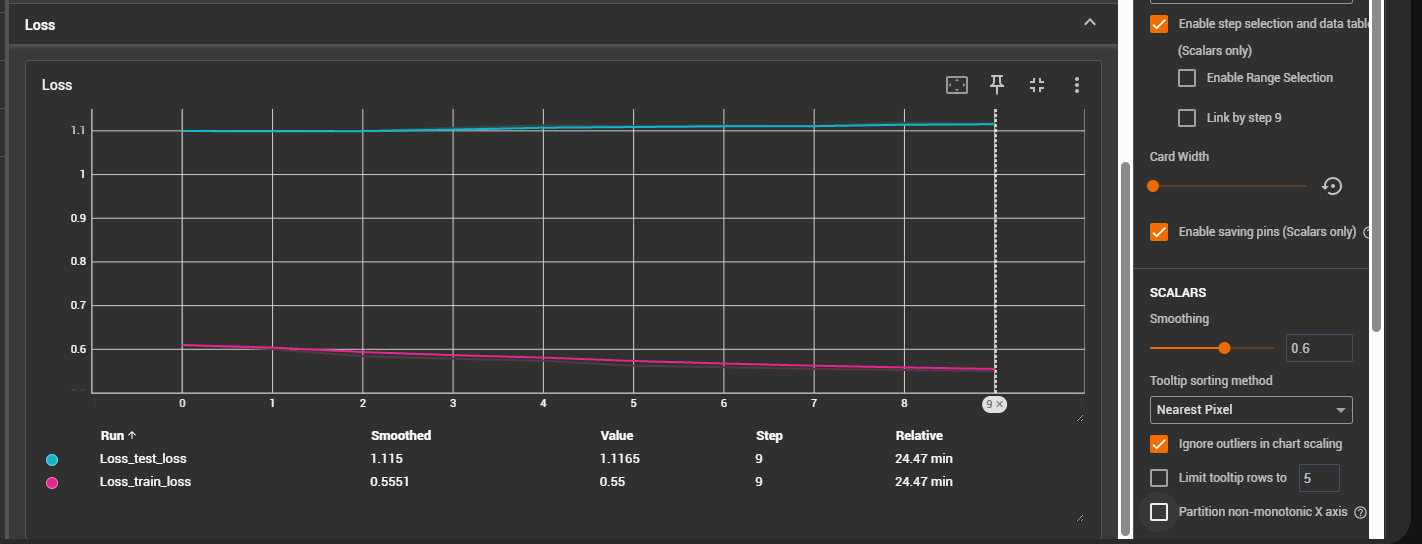 Loss
Loss
1.1
1
0.9
0.8
0.7
0.6
0 1 2 3 4 5 6 7 8 9
Run Smoothed Value Step Relative
Loss_test_loss 1.115 1.1165 9 24.47 min
Loss_train_loss 0.5551 0.55 9 24.47 min
Enable step selection and data table
(Scalars only)
Enable Range Selection
Link by step 9
Card Width
Enable saving pins (Scalars only)
SCALARS
Smoothing
0.6
Tooltip sorting method
Nearest Pixel
Ignore outliers in chart scaling
Limit tooltip rows to 5
Partition non-monotonic X axis